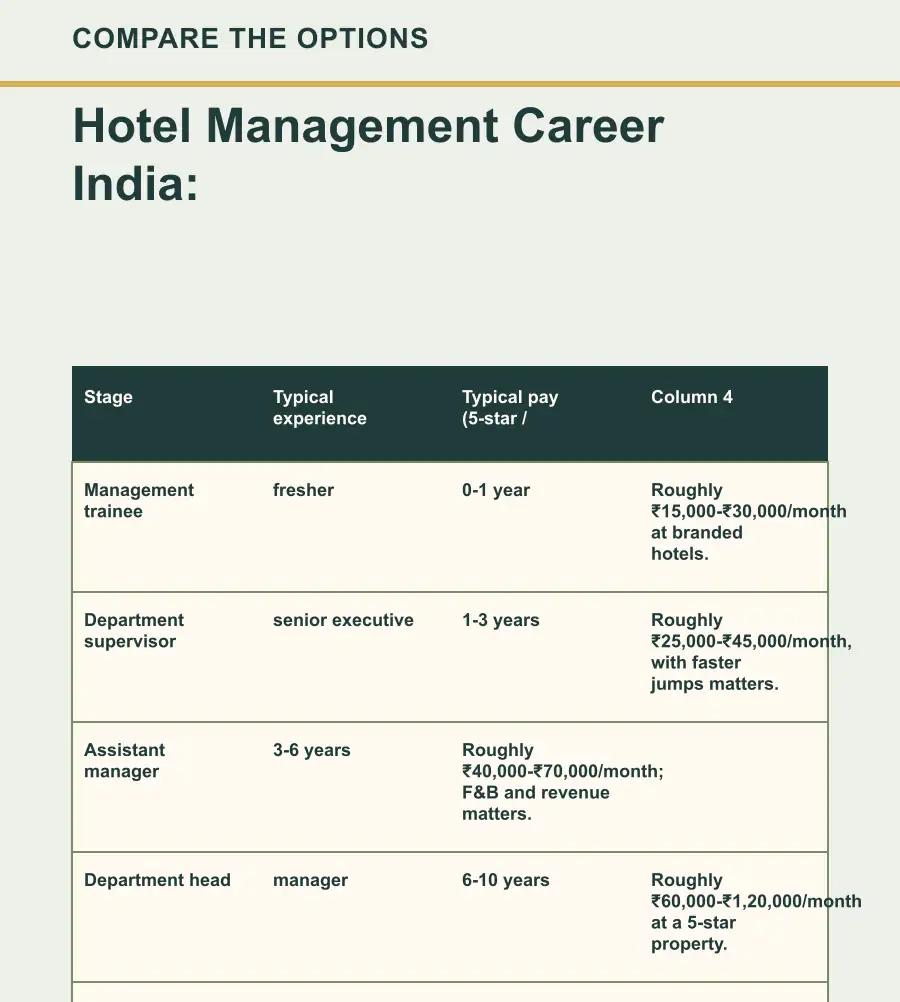 COMPARE THE OPTIONS
Hotel Management Career
India:
Stage
Typical
experience
Typical pay
(5-star /
Column 4
Management
trainee
fresher
0-1 year
Roughly
₹15,000-₹30,000/month
at branded
hotels.
Department
supervisor
senior executive
1-3 years
Roughly
₹25,000-₹45,000/month,
with faster
jumps matters.
Assistant
manager
3-6 years
Roughly
₹40,000-₹70,000/month;
F&B and revenue
matters.
Department head
manager
6-10 years
Roughly
₹60,000-₹1,20,000/month
at a 5-star
property.